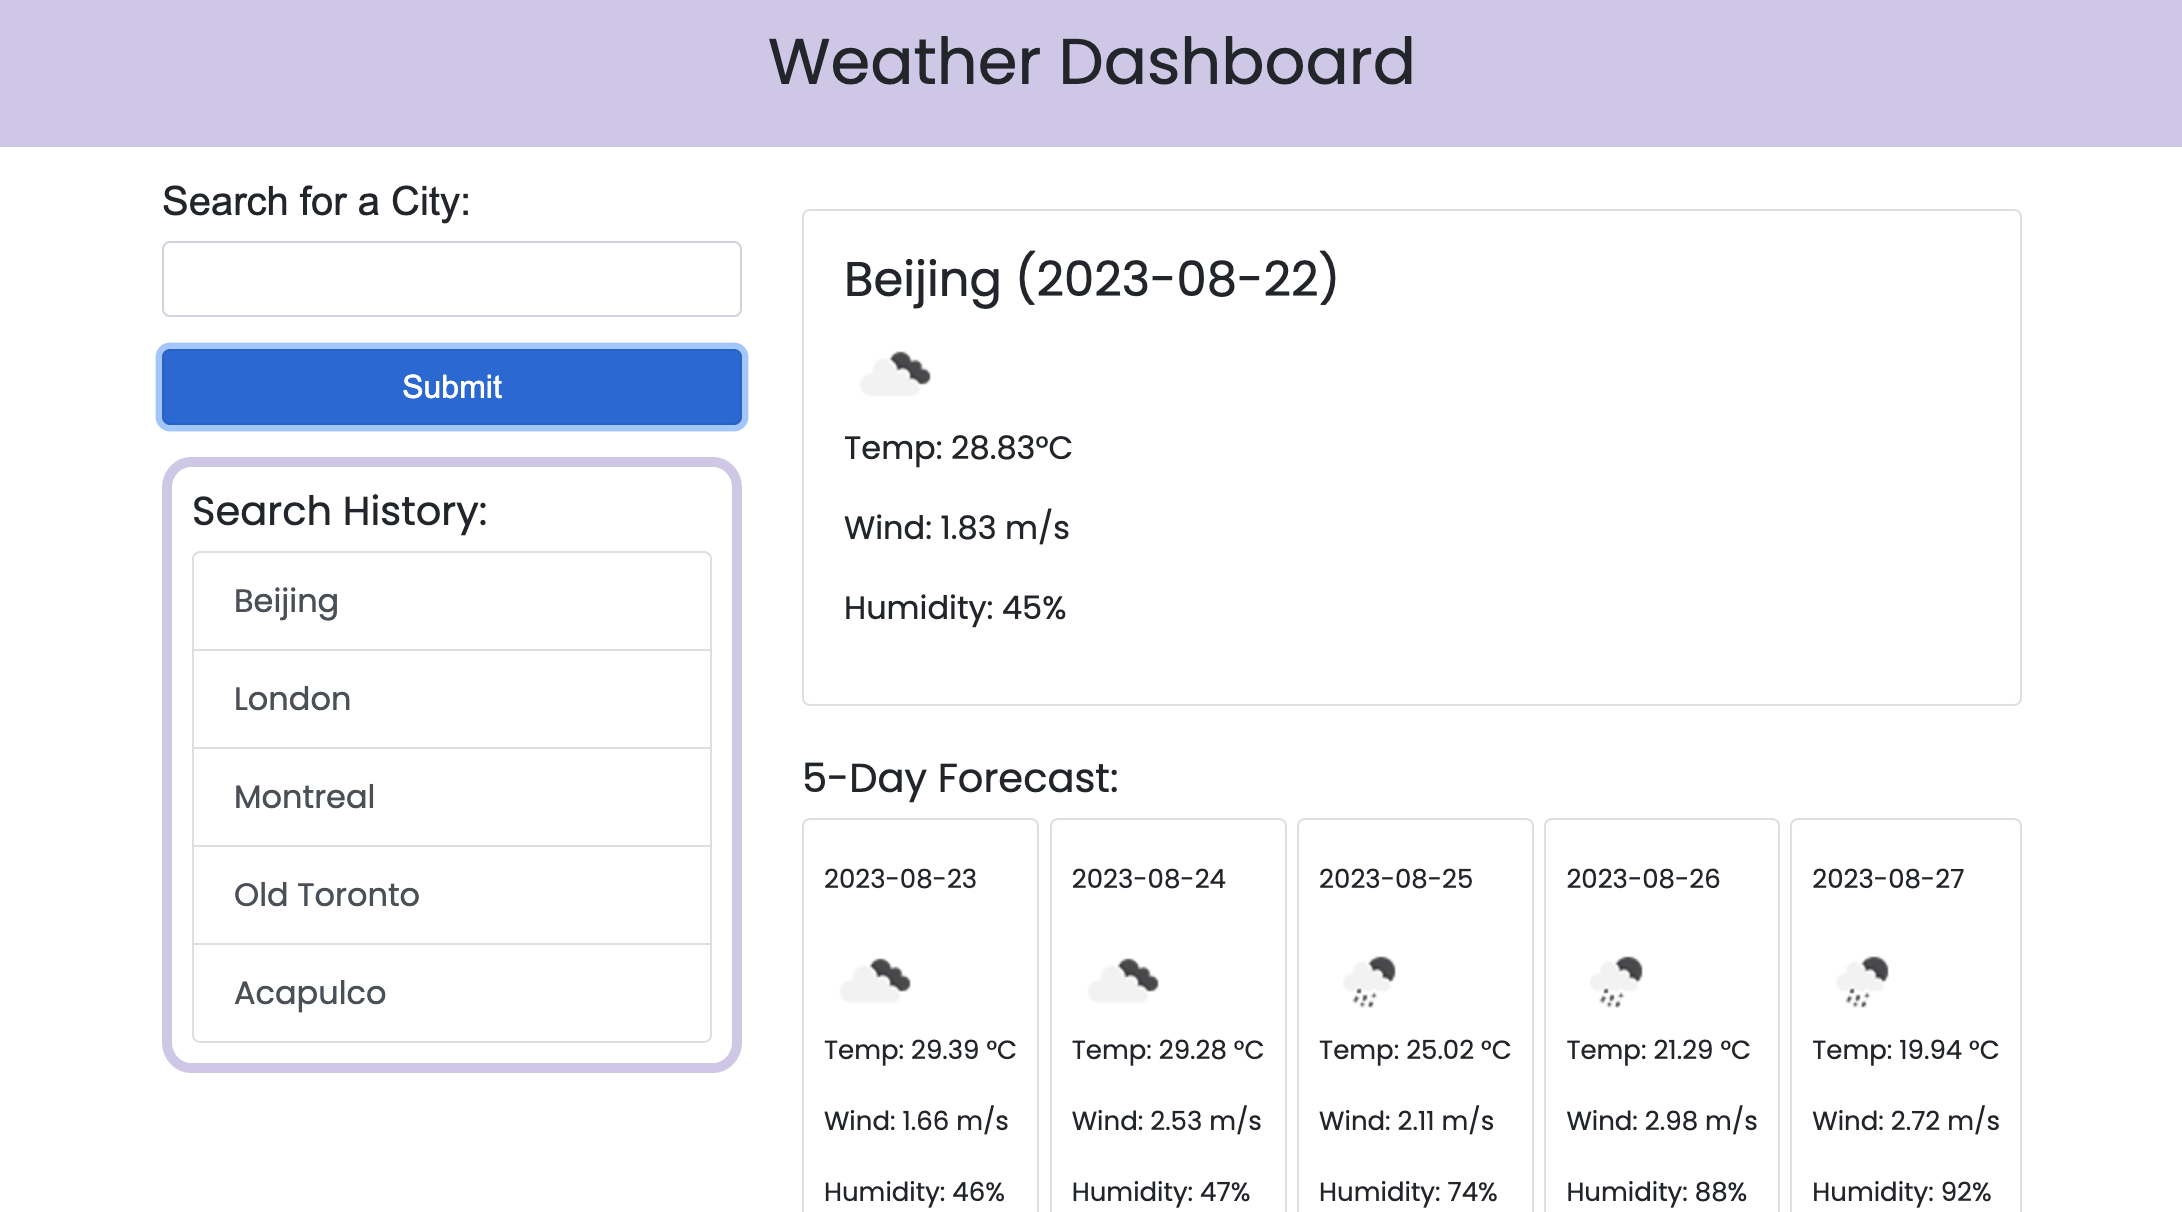 Weather Dashboard
Search for a City:
Submit
Search History:
Beijing
London
Montreal
Old Toronto
Acapulco
Beijing (2023-08-22)
Temp: 28.83°C
Wind: 1.83 m/s
Humidity: 45%
5-Day Forecast:
2023-08-23
Temp: 29.39 °C
Wind: 1.66 m/s
Humidity: 46%
2023-08-24
Temp: 29.28 °C
Wind: 2.53 m/s
Humidity: 47%
2023-08-25
Temp: 25.02 °C
Wind: 2.11 m/s
Humidity: 74%
2023-08-26
Temp: 21.29 °C
Wind: 2.98 m/s
Humidity: 88%
2023-08-27
Temp: 19.94 °C
Wind: 2.72 m/s
Humidity: 92%